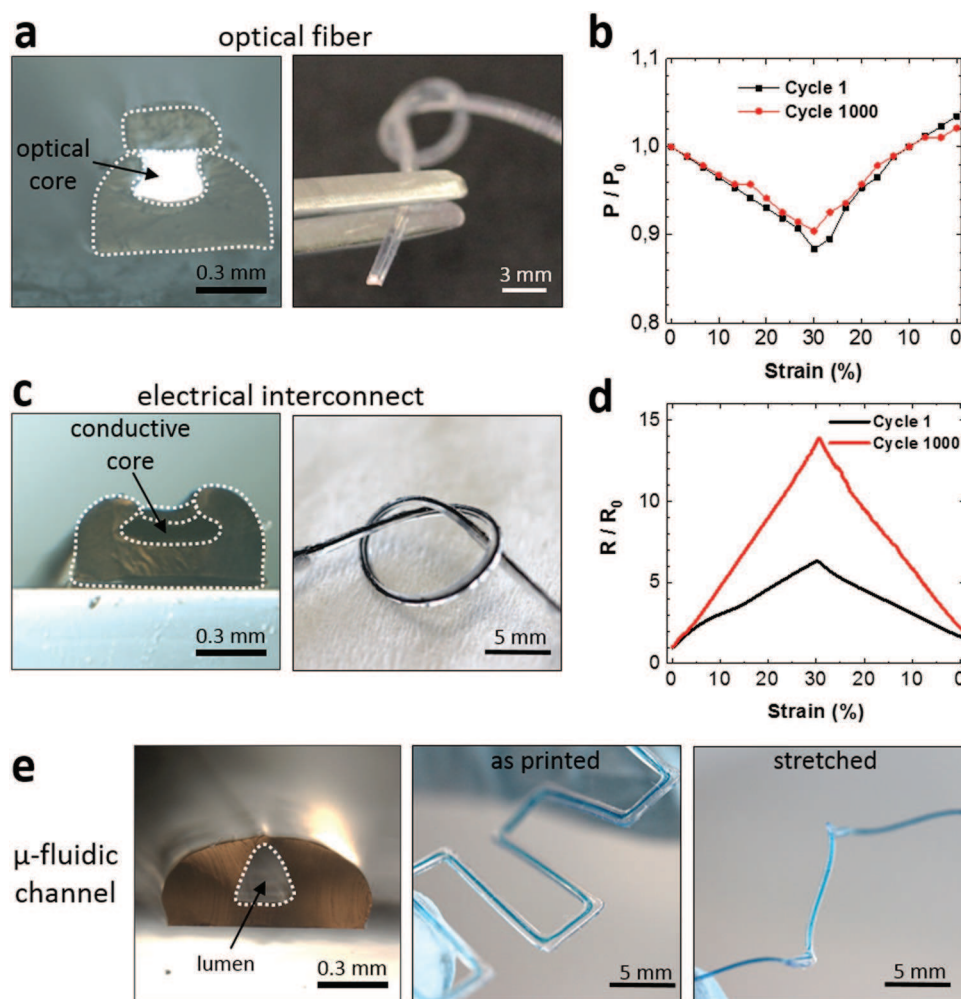 a
optical fiber
optical
core
0.3 mm
3 mm
b
1,1
1,0
0,9
0,8
P / P0
Cycle 1
Cycle 1000
0 10 20 30 20 10 0
Strain (%)
c
electrical interconnect
conductive
core
0.3 mm
5 mm
d
15
10
5
0
R / R0
Cycle 1
Cycle 1000
0 10 20 30 20 10 0
Strain (%)
e
μ-fluidic
channel
lumen
0.3 mm
as printed
5 mm
stretched
5 mm